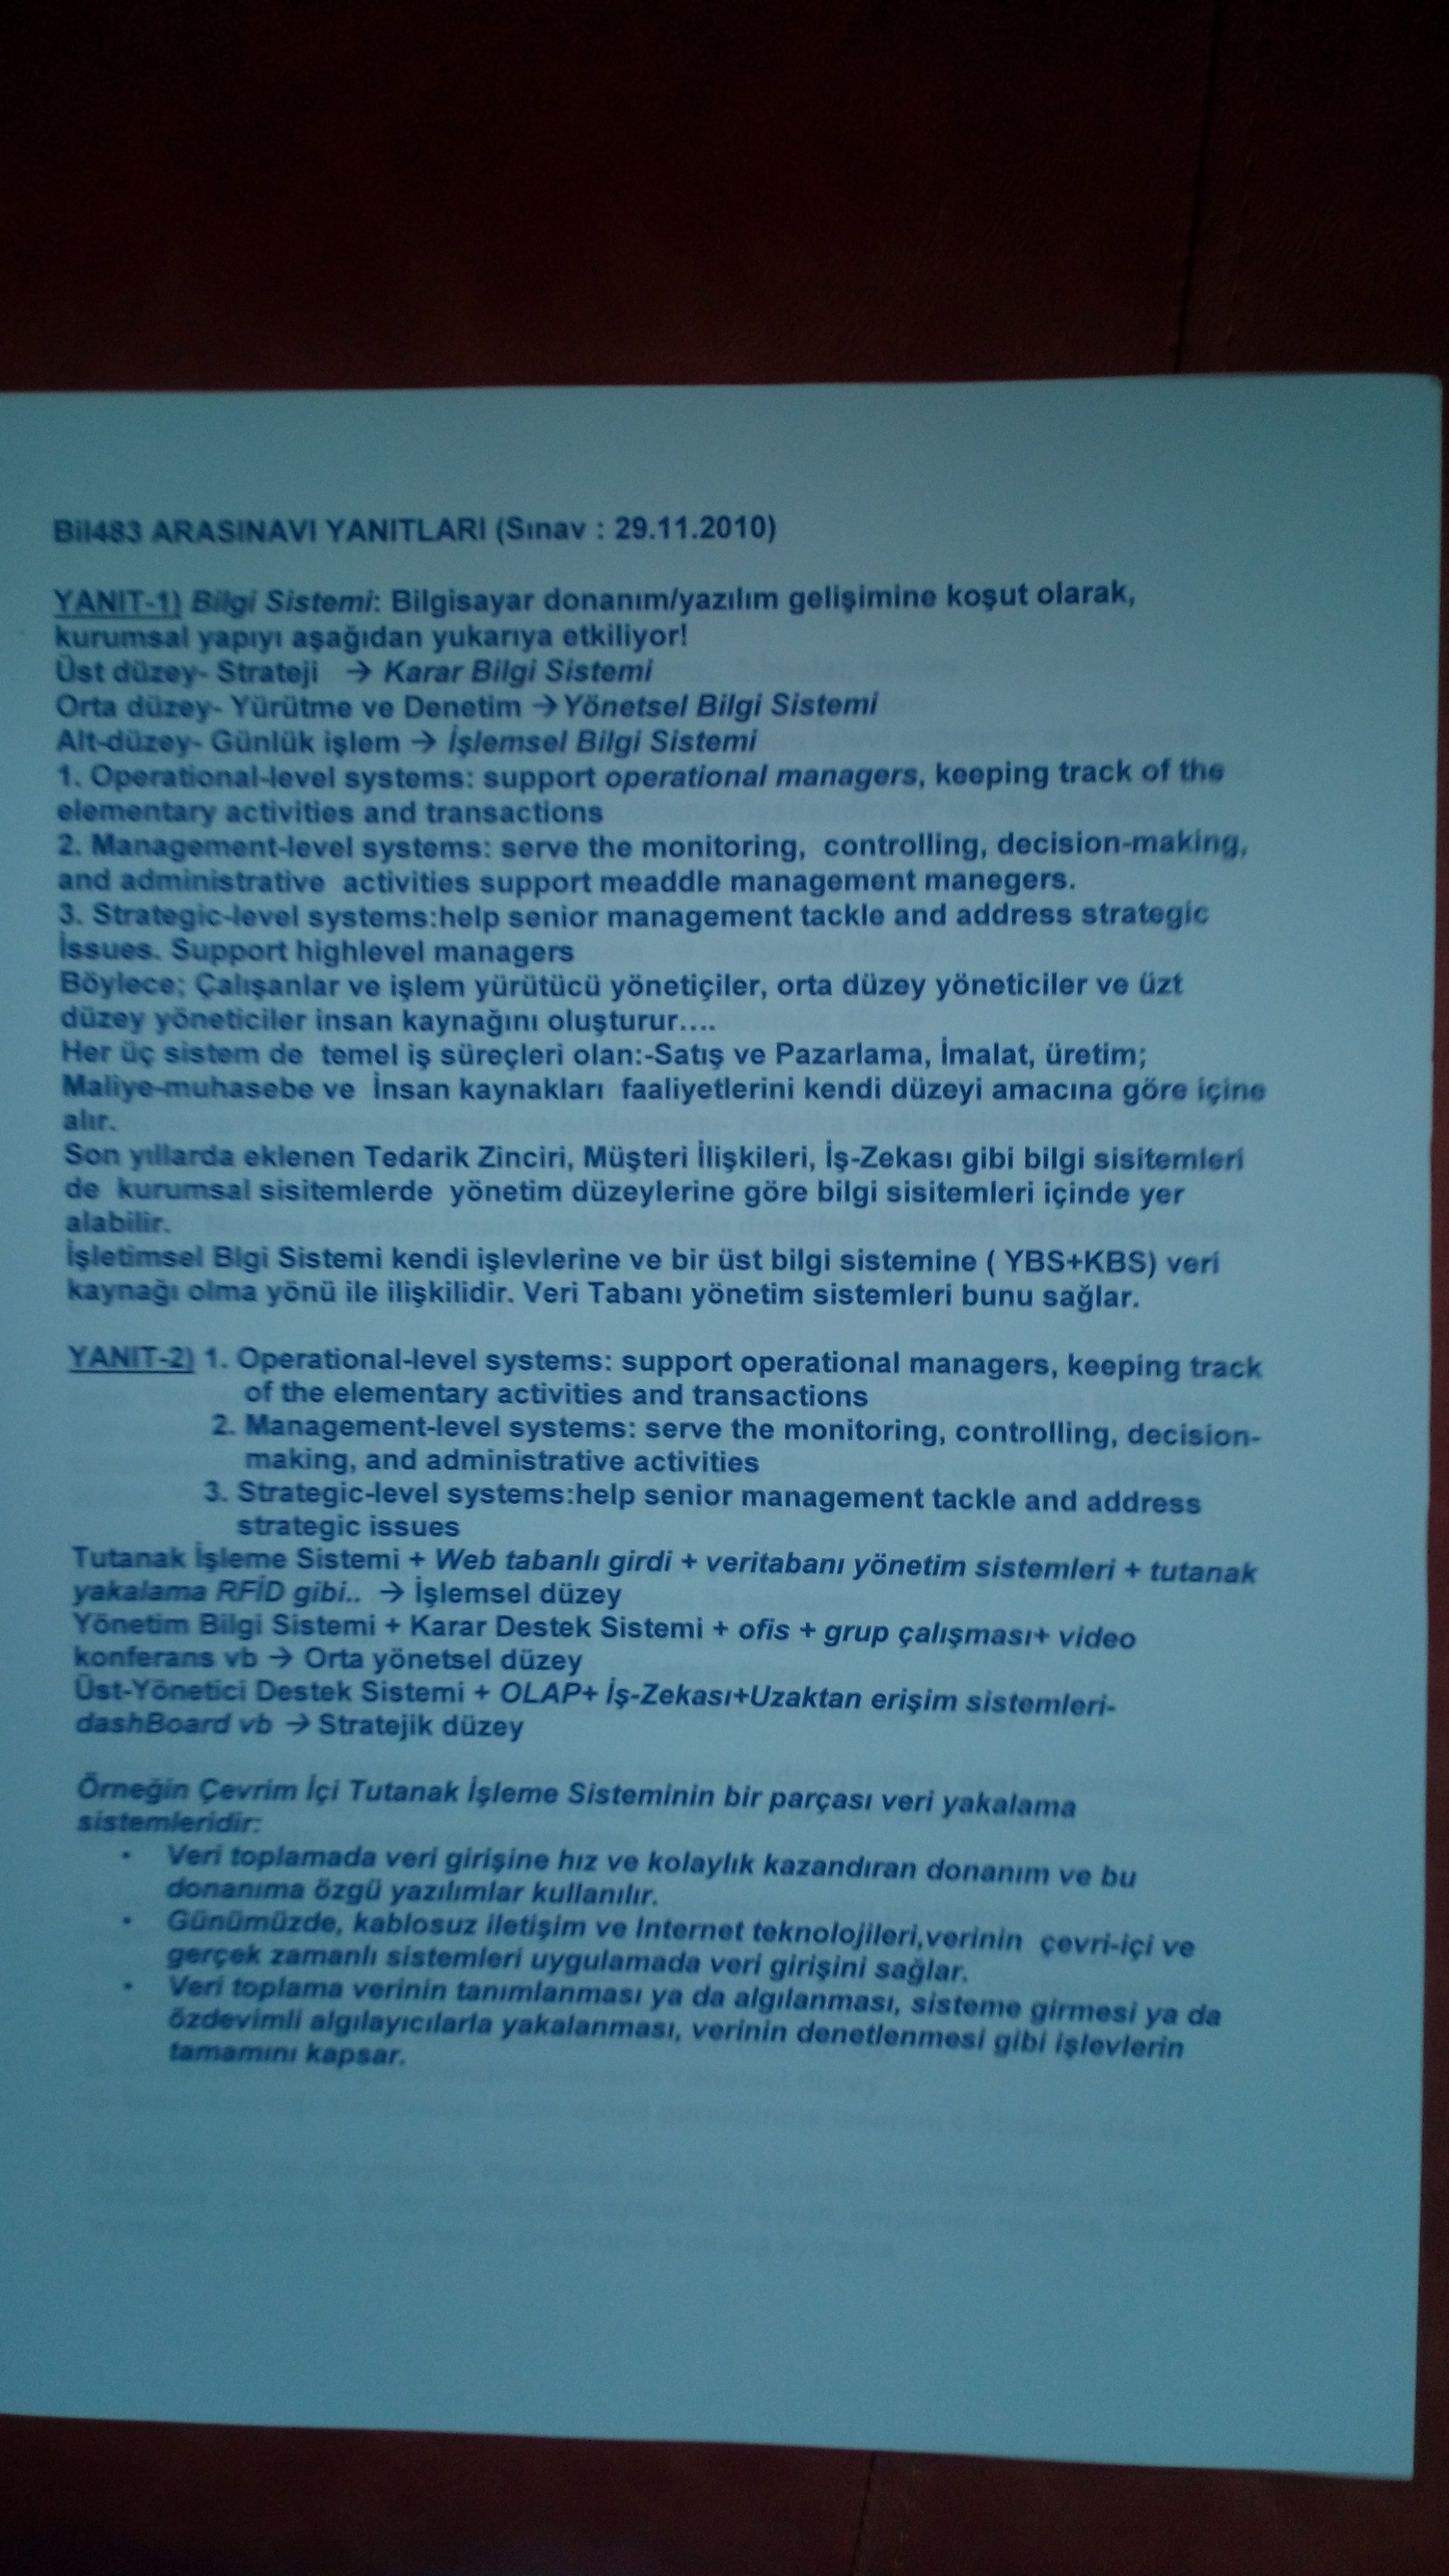 Bil483 ARASINAVI YANITLARI (Sınav : 29.11.2010)
YANIT-1) Bilgi Sistemi: Bilgisayar donanım/yazılım gelişimine koşut olarak,
kurumsal yapıyı aşağıdan yukarıya etkiliyor!
Üst düzey- Strateji → Karar Bilgi Sistemi
Orta düzey- Yürütme ve Denetim → Yönetsel Bilgi Sistemi
Alt-düzey- Günlük işlem → İşlemsel Bilgi Sistemi
1. Operational-level systems: support operational managers, keeping track of the
elementary activities and transactions
2. Management-level systems: serve the monitoring, controlling, decision-making,
and administrative activities support meaddle management manegers.
3. Strategic-level systems:help senior management tackle and address strategic
İssues. Support highlevel managers
Böylece; Çalışanlar ve işlem yürütücü yönetiçiler, orta düzey yöneticiler ve üzt
düzey yöneticiler insan kaynağını oluşturur....
Her üç sistem de temel iş süreçleri olan:-Satış ve Pazarlama, İmalat, üretim;
Maliye-muhasebe ve İnsan kaynakları faaliyetlerini kendi düzeyi amacına göre içine
alır.
Son yıllarda eklenen Tedarik Zinciri, Müşteri İlişkileri, İş-Zekası gibi bilgi sisitemleri
de kurumsal sisitemlerde yönetim düzeylerine göre bilgi sisitemleri içinde yer
alabilir.
İşletimsel Blgi Sistemi kendi işlevlerine ve bir üst bilgi sistemine ( YBS+KBS) veri
kaynağı olma yönü ile ilişkilidir. Veri Tabanı yönetim sistemleri bunu sağlar.
YANIT-2) 1. Operational-level systems: support operational managers, keeping track
of the elementary activities and transactions
2. Management-level systems: serve the monitoring, controlling, decision-
making, and administrative activities
3. Strategic-level systems:help senior management tackle and address
strategic issues
Tutanak İşleme Sistemi + Web tabanlı girdi + veritabanı yönetim sistemleri + tutanak
yakalama RFİD gibi.. → İşlemsel düzey
Yönetim Bilgi Sistemi + Karar Destek Sistemi + ofis + grup çalışması+ video
konferans vb → Orta yönetsel düzey
Üst-Yönetici Destek Sistemi + OLAP+ İş-Zekası+Uzaktan erişim sistemleri-
dashBoard vb → Stratejik düzey
Örneğin Çevrim İçi Tutanak İşleme Sisteminin bir parçası veri yakalama
sistemleridir:
• Veri toplamada veri girişine hız ve kolaylık kazandıran donanım ve bu
donanıma özgü yazılımlar kullanılır.
• Günümüzde, kablosuz iletişim ve Internet teknolojileri,verinin çevri-içi ve
gerçek zamanlı sistemleri uygulamada veri girişini sağlar.
• Veri toplama verinin tanımlanması ya da algılanması, sisteme girmesi ya da
özdevimli algılayıcılarla yakalanması, verinin denetlenmesi gibi işlevlerin
tamamını kapsar.